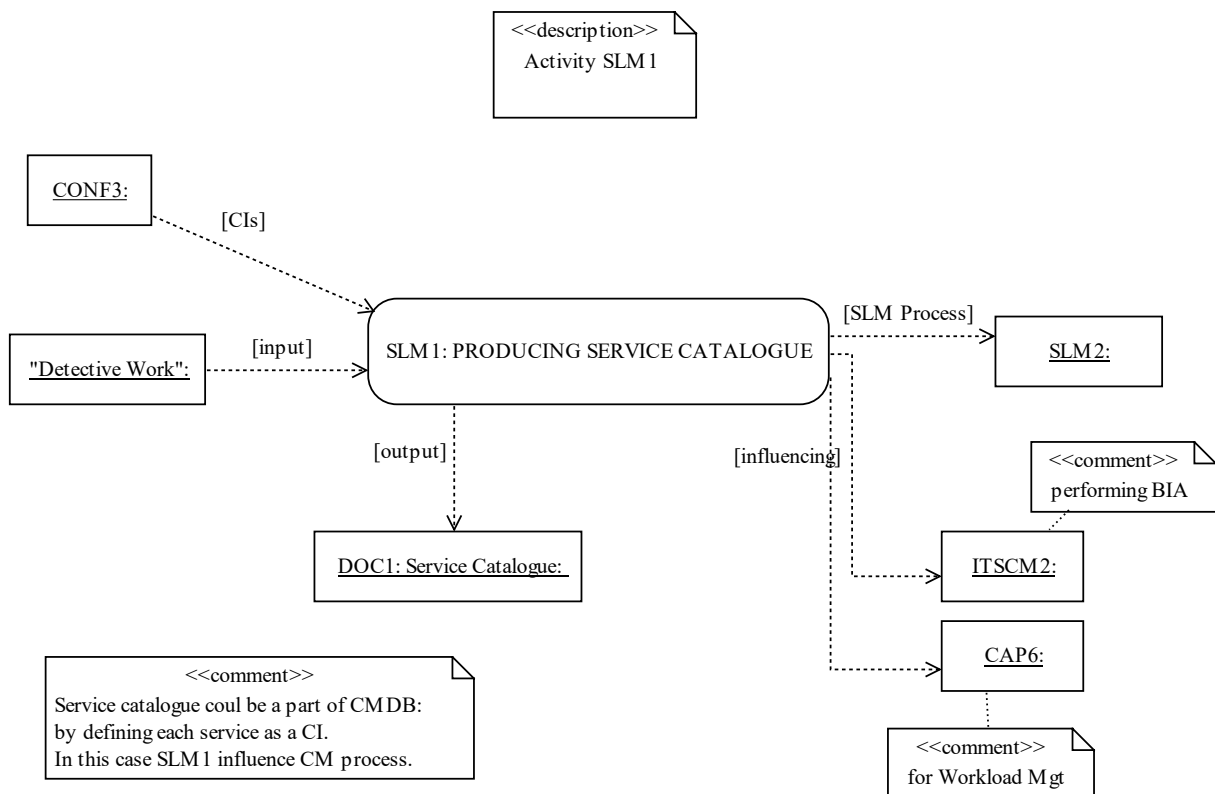 <<description>>
Activity SLM1
CONF3:
[CIs]
[SLM Process]
"Detective Work":
[input]
SLM1: PRODUCING SERVICE CATALOGUE
SLM2:
[output]
[influencing]
<<comment>>
performing BIA
DOC1: Service Catalogue:
ITSCM2:
CAP6:
<<comment>>
Service catalogue coul be a part of CMDB:
by defining each service as a CI.
In this case SLM1 influence CM process.
<<comment>>
for Workload Mgt